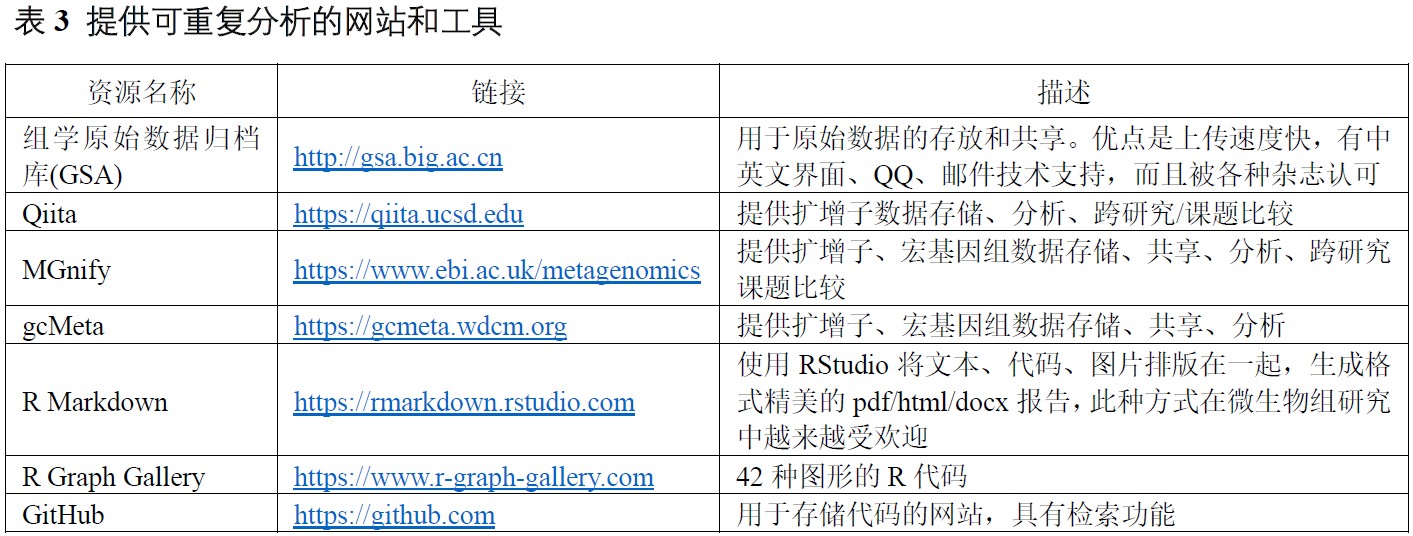 表 3 提供可重复分析的网站和工具
资源名称 链接 描述
组学原始数据归档
库(GSA)
http://gsa.big.ac.cn
用于原始数据的存放和共享。优点是上传速度快，有中
英文界面、QQ、邮件技术支持，而且被各种杂志认可
Qiita https://qiita.ucsd.edu 提供扩增子数据存储、分析、跨研究/课题比较
MGnify https://www.ebi.ac.uk/metagenomics
提供扩增子、宏基因组数据存储、共享、分析、跨研究
课题比较
gcMeta https://gcmeta.wdcm.org 提供扩增子、宏基因组数据存储、共享、分析
R Markdown https://rmarkdown.rstudio.com
使用 RStudio 将文本、代码、图片排版在一起，生成格
式精美的 pdf/html/docx 报告，此种方式在微生物组研究
中越来越受欢迎
R Graph Gallery https://www.r-graph-gallery.com 42 种图形的 R 代码
GitHub https://github.com 用于存储代码的网站，具有检索功能